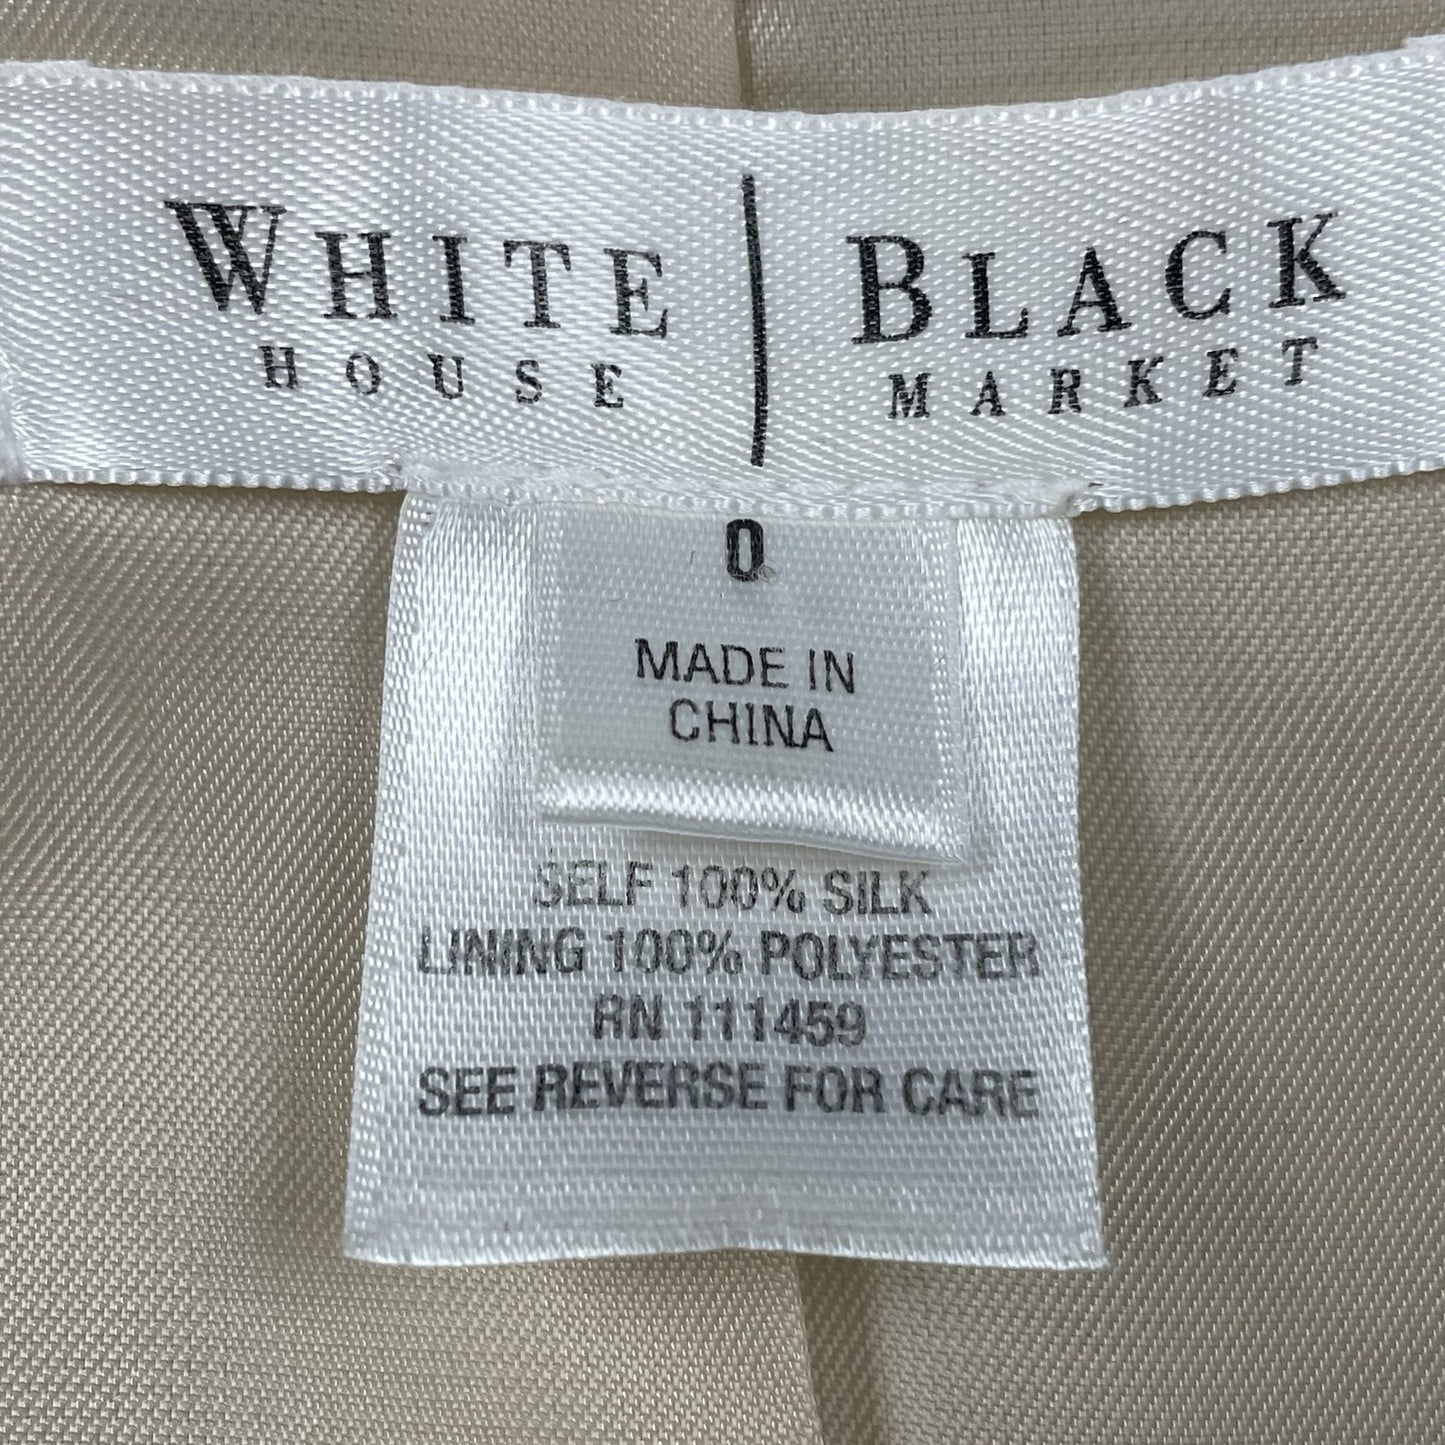 WHITE | BLACK
HOUSE MARKET
0
MADE IN
CHINA
SELF 100% SILK
LINING 100% POLYESTER
RN 111459
SEE REVERSE FOR CARE